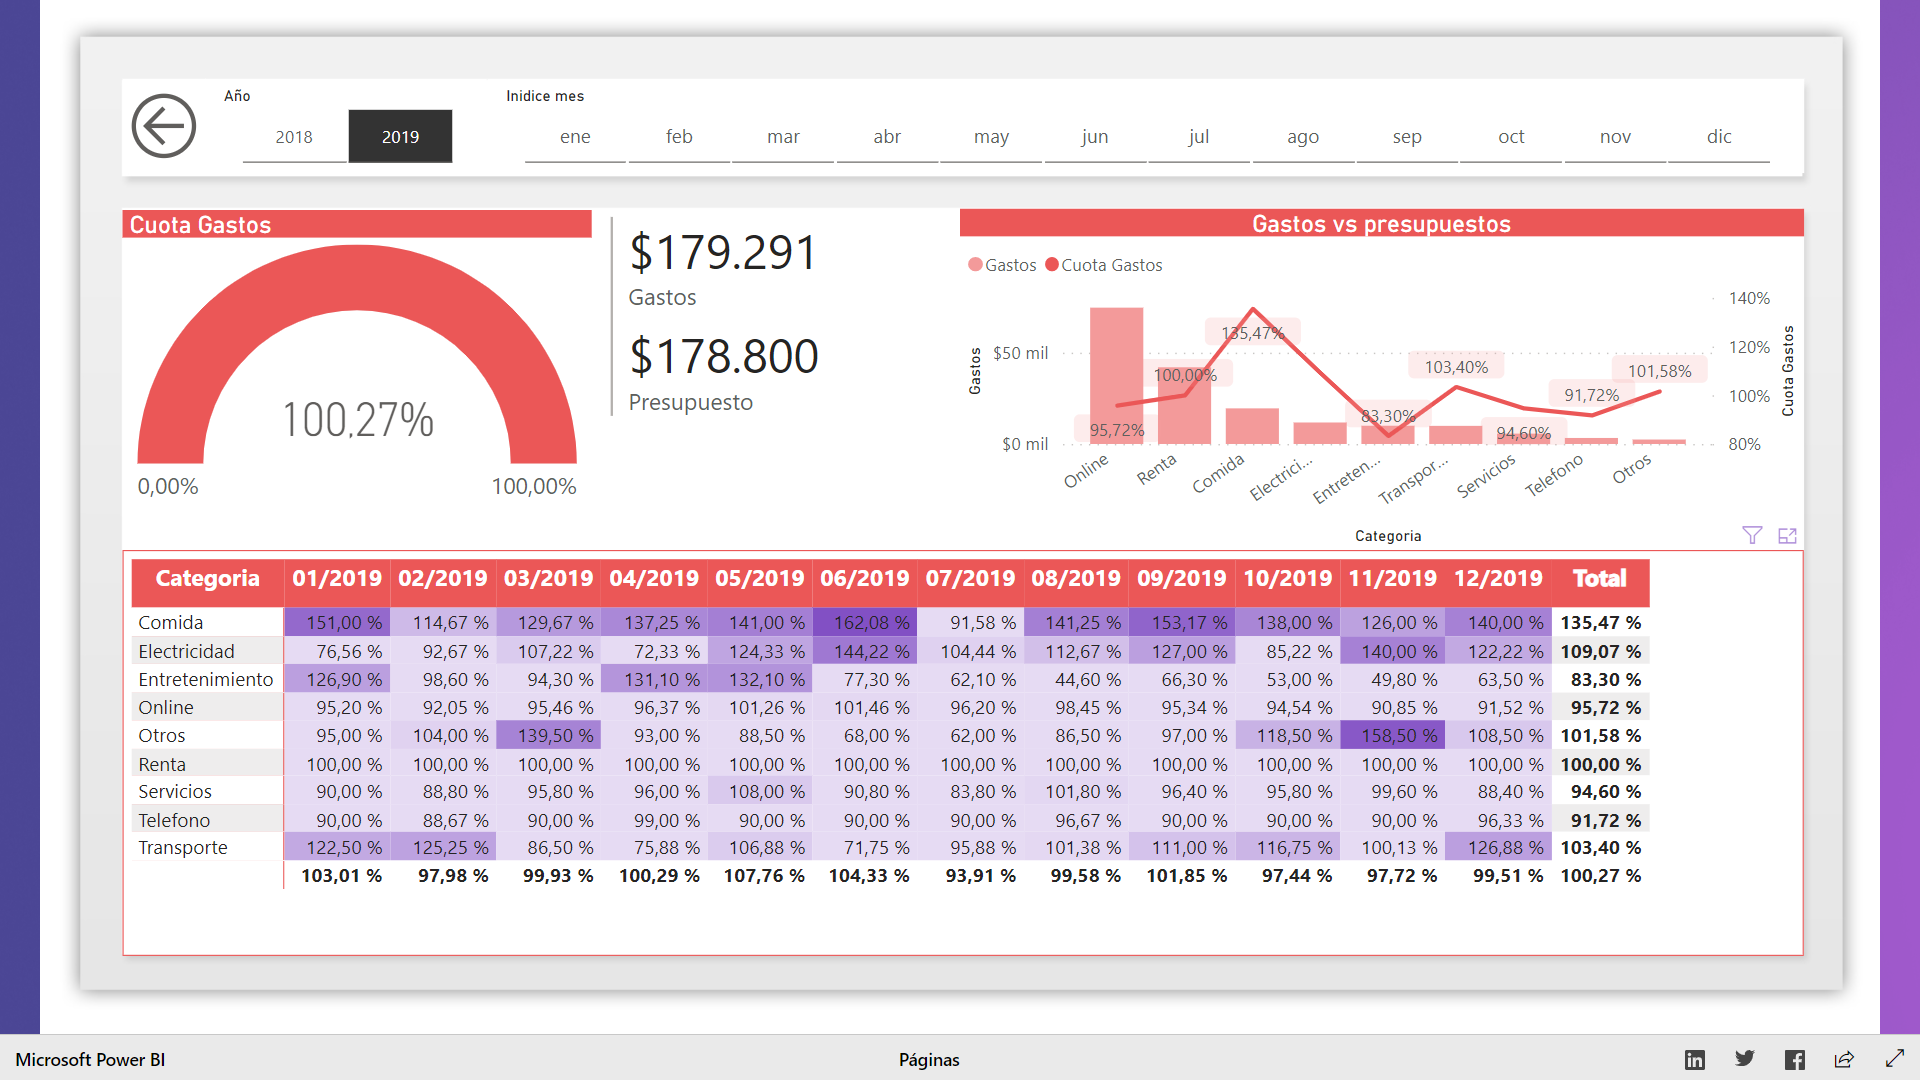 Año
2018 2019
Inidice mes
ene feb mar abr may jun jul ago sep oct nov dic
Cuota Gastos
100,27%
0,00% 100,00%
$179.291
Gastos
$178.800
Presupuesto
Gastos vs presupuestos
Gastos Cuota Gastos
Gastos
$50 mil
$0 mil
140%
120%
100%
80%
Cuota Gastos
95,72% 100,00% 135,47% 83,30% 103,40% 94,60% 91,72% 101,58%
Online Renta Comida Electrici... Entreten... Transpor... Servicios Telefono Otros
Categoria
Categoria 01/2019 02/2019 03/2019 04/2019 05/2019 06/2019 07/2019 08/2019 09/2019 10/2019 11/2019 12/2019 Total
Comida 151,00 % 114,67 % 129,67 % 137,25 % 141,00 % 162,08 % 91,58 % 141,25 % 153,17 % 138,00 % 126,00 % 140,00 % 135,47 %
Electricidad 76,56 % 92,67 % 107,22 % 72,33 % 124,33 % 144,22 % 104,44 % 112,67 % 127,00 % 85,22 % 140,00 % 122,22 % 109,07 %
Entretenimiento 126,90 % 98,60 % 94,30 % 131,10 % 132,10 % 77,30 % 62,10 % 44,60 % 66,30 % 53,00 % 49,80 % 63,50 % 83,30 %
Online 95,20 % 92,05 % 95,46 % 96,37 % 101,26 % 101,46 % 96,20 % 98,45 % 95,34 % 94,54 % 90,85 % 91,52 % 95,72 %
Otros 95,00 % 104,00 % 139,50 % 93,00 % 88,50 % 68,00 % 62,00 % 86,50 % 97,00 % 118,50 % 158,50 % 108,50 % 101,58 %
Renta 100,00 % 100,00 % 100,00 % 100,00 % 100,00 % 100,00 % 100,00 % 100,00 % 100,00 % 100,00 % 100,00 % 100,00 % 100,00 %
Servicios 90,00 % 88,80 % 95,80 % 96,00 % 108,00 % 90,80 % 83,80 % 101,80 % 96,40 % 95,80 % 99,60 % 88,40 % 94,60 %
Telefono 90,00 % 88,67 % 90,00 % 99,00 % 90,00 % 90,00 % 90,00 % 96,67 % 90,00 % 90,00 % 90,00 % 96,33 % 91,72 %
Transporte 122,50 % 125,25 % 86,50 % 75,88 % 106,88 % 71,75 % 95,88 % 101,38 % 111,00 % 116,75 % 100,13 % 126,88 % 103,40 %
103,01 % 97,98 % 99,93 % 100,29 % 107,76 % 104,33 % 93,91 % 99,58 % 101,85 % 97,44 % 97,72 % 99,51 % 100,27 %
Microsoft Power BI
Páginas